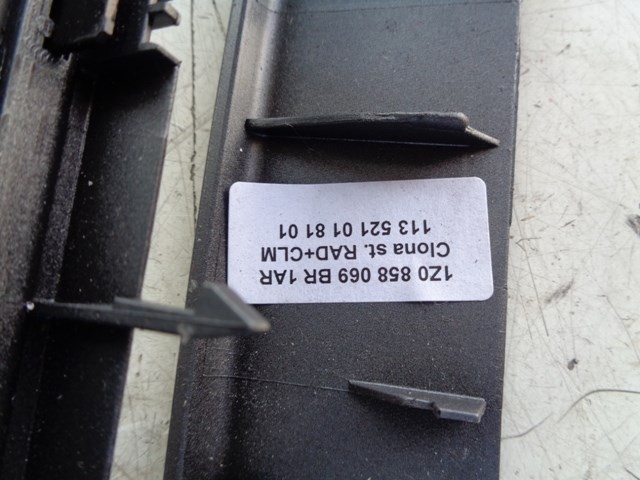 1Z0 858 069 BR 1AR
Clona st. RAD+CLM
113 521 01 81 01